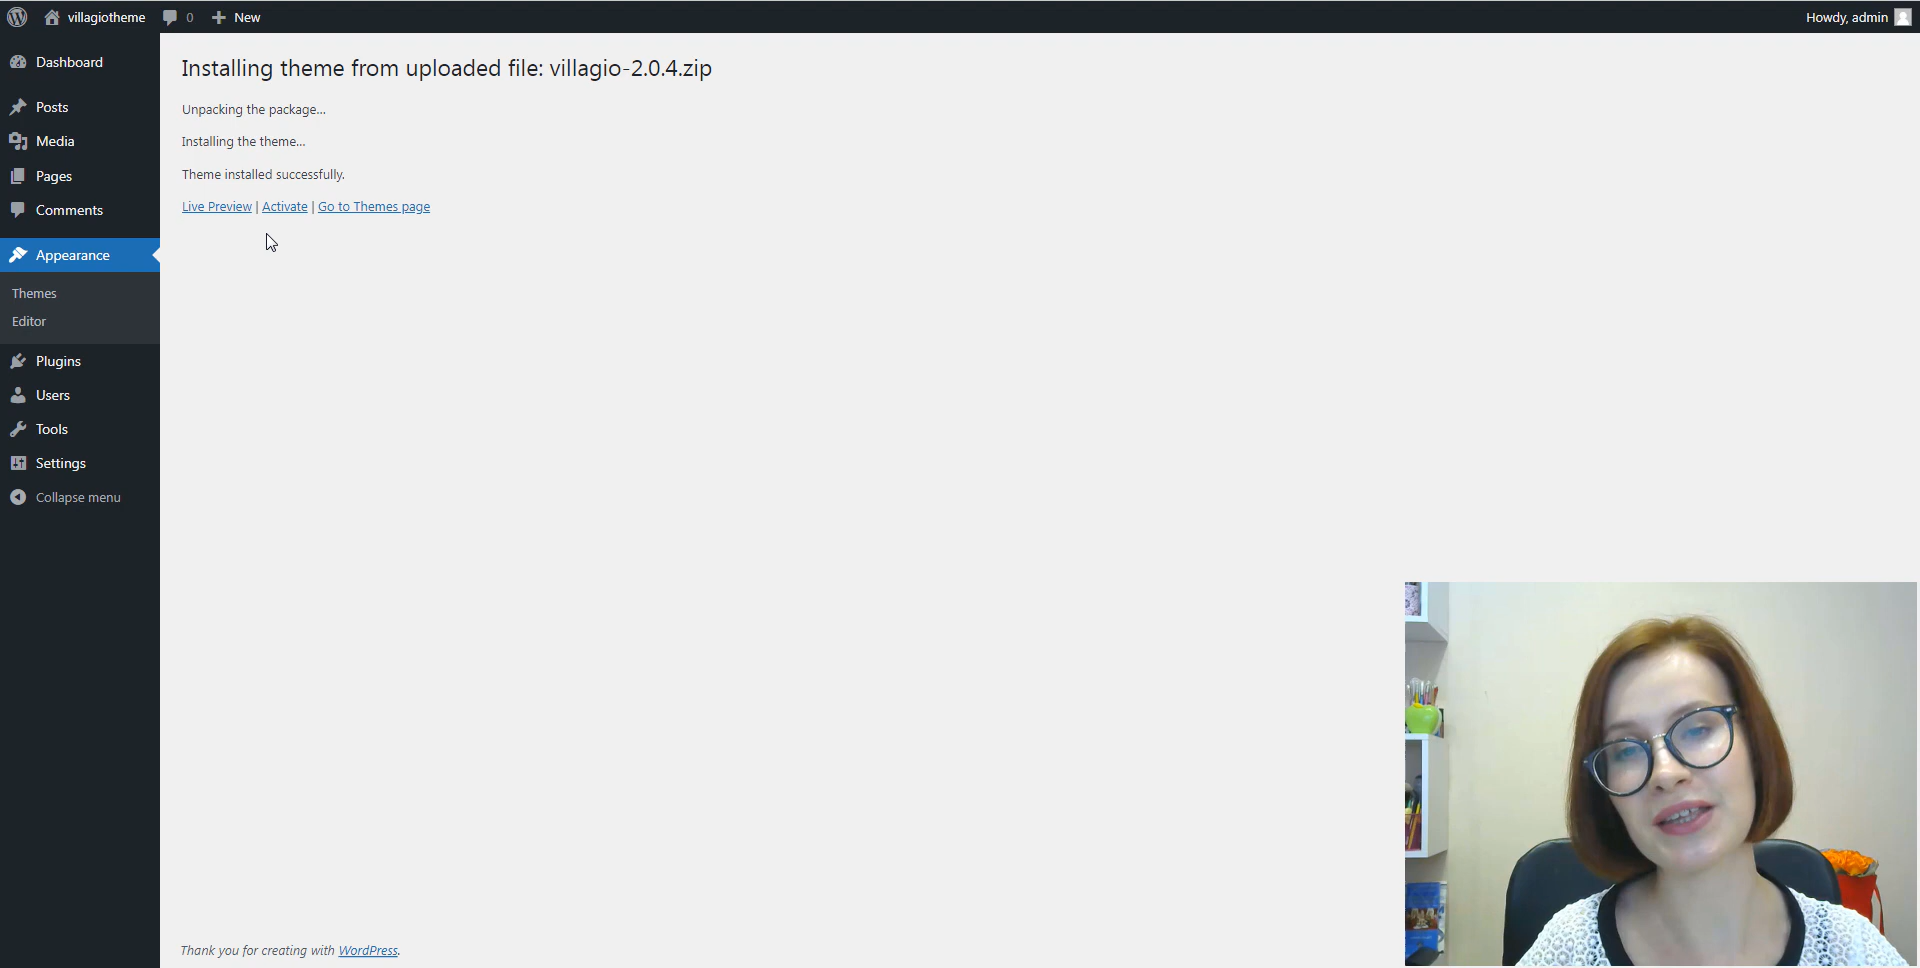 villagiotheme 0 New Howdy, admin
Dashboard
Posts
Media
Pages
Comments
Appearance
Themes
Editor
Plugins
Users
Tools
Settings
Collapse menu
Installing theme from uploaded file: villagio-2.0.4.zip
Unpacking the package...
Installing the theme...
Theme installed successfully.
Live Preview | Activate | Go to Themes page
Thank you for creating with WordPress.